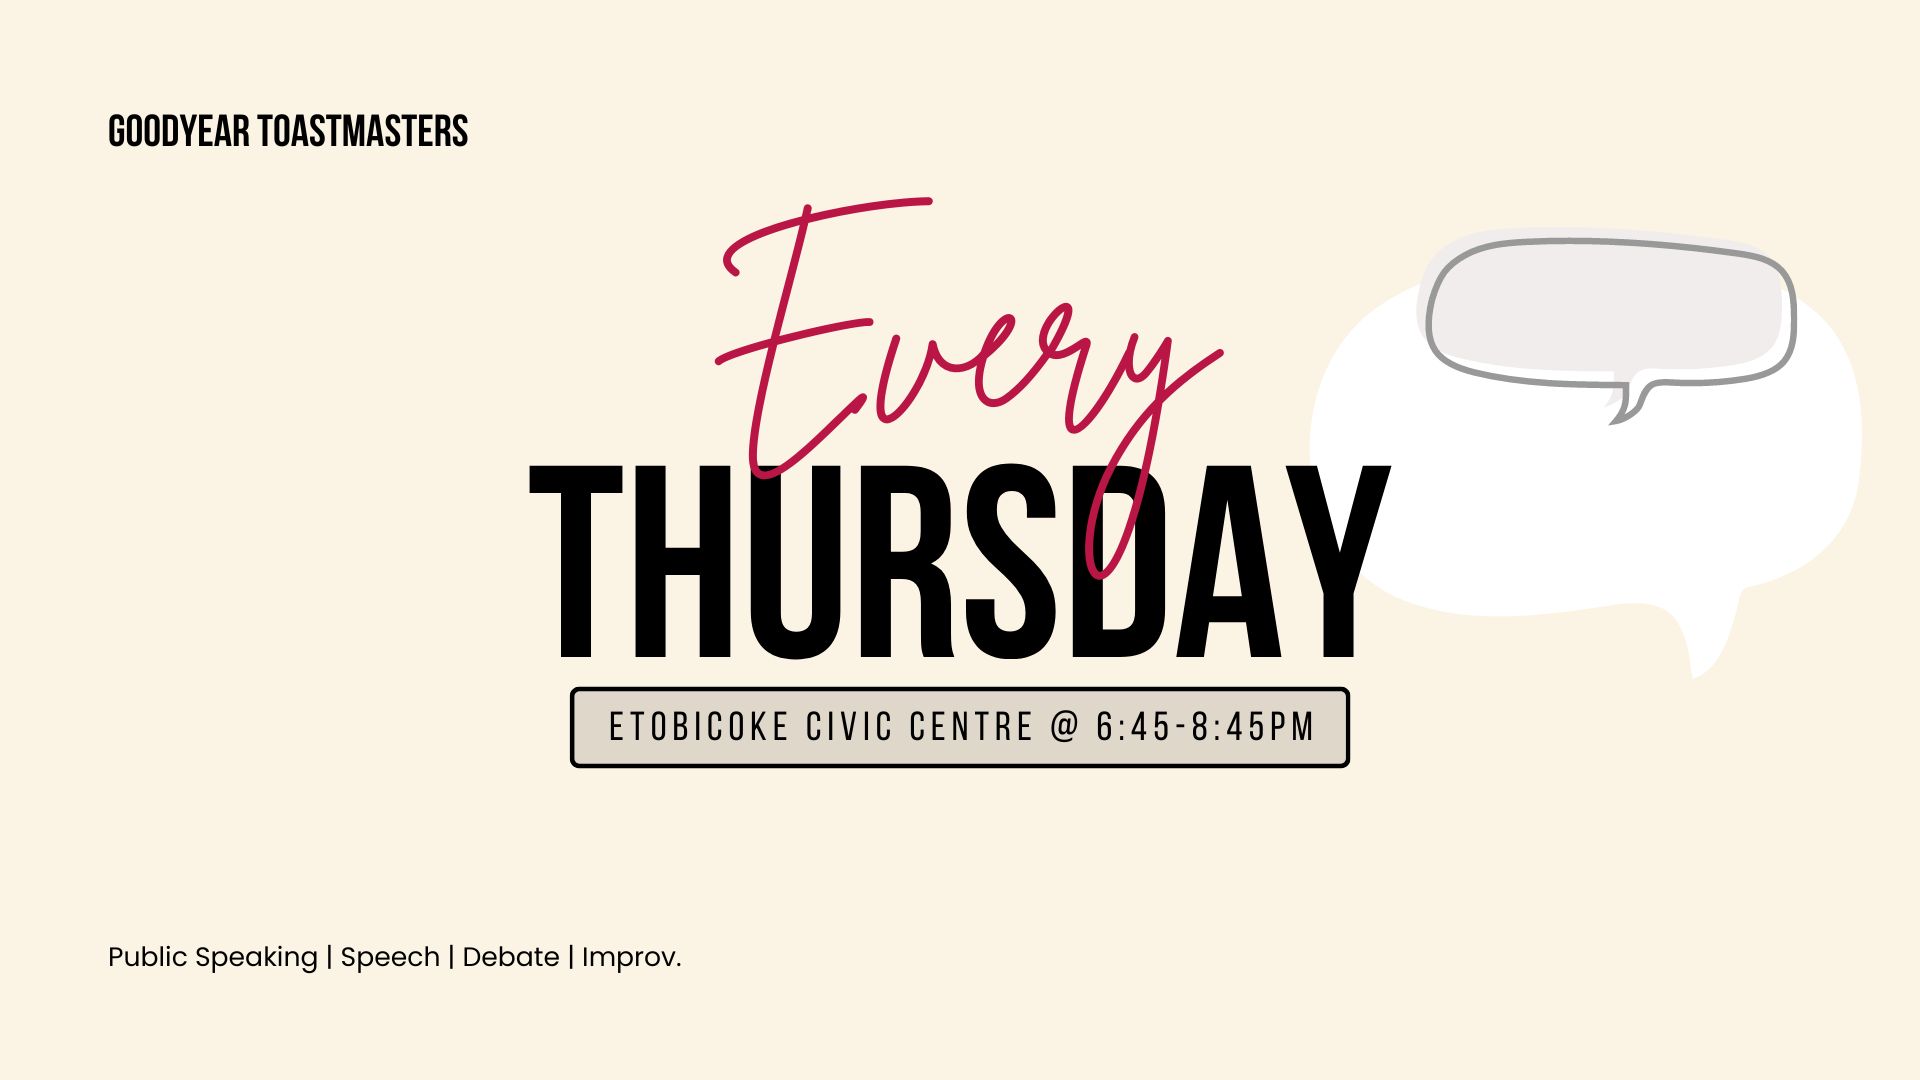 GOODYEAR TOASTMASTERS
Every
THURSDAY
ETOBICOKE CIVIC CENTRE @ 6:45-8:45PM
Public Speaking | Speech | Debate | Improv.